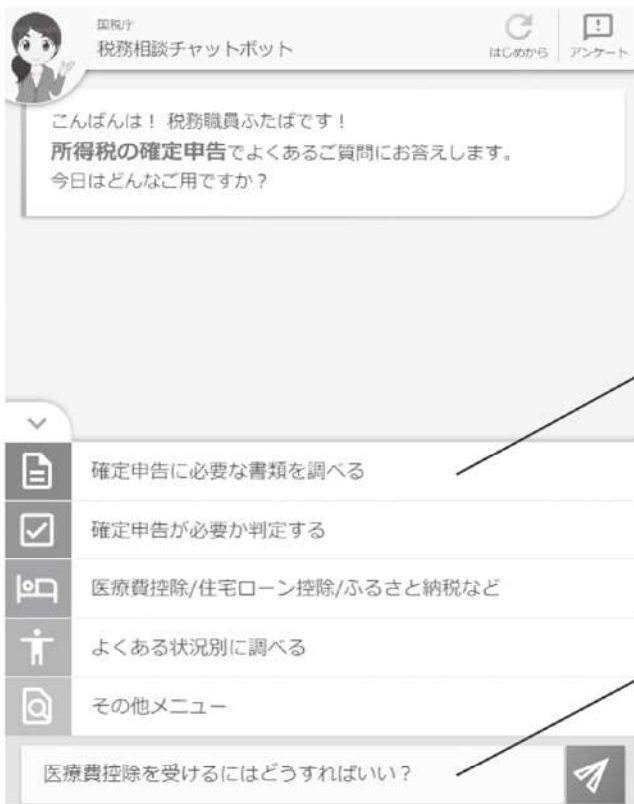 国税庁
税務相談チャットボット
はじめから
アンケート
こんばんは！ 税務職員ふたばです！
所得税の確定申告でよくあるご質問にお答えします。
今日はどんなご用ですか？
確定申告に必要な書類を調べる
確定申告が必要か判定する
医療費控除/住宅ローン控除/ふるさと納税など
よくある状況別に調べる
その他メニュー
医療費控除を受けるにはどうすればいい？